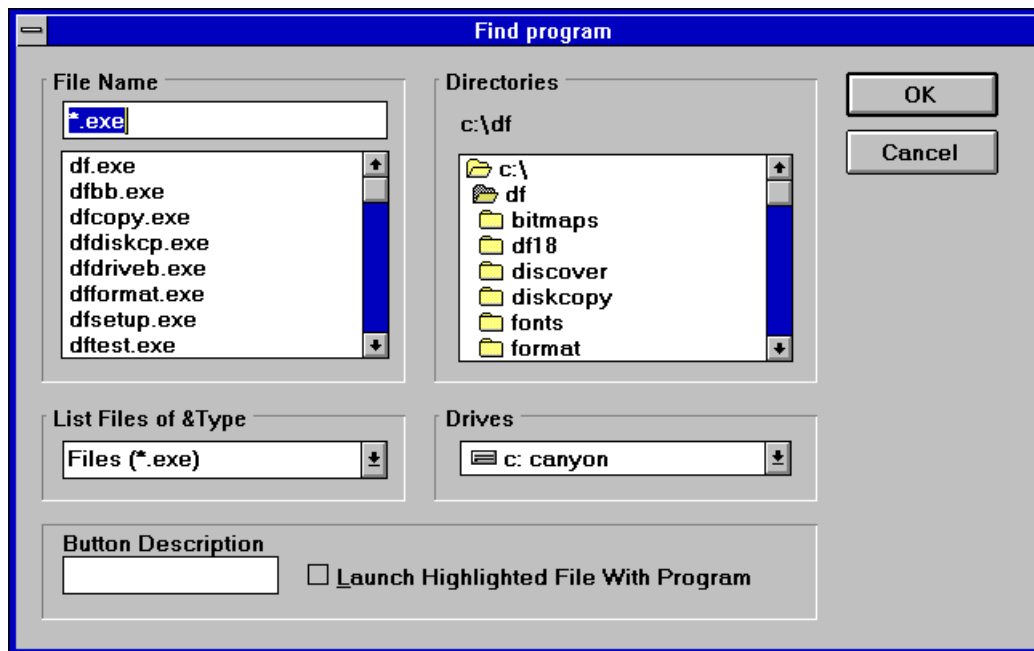 Find program
File Name
*.exe
df.exe
dfbb.exe
dfcopy.exe
dfdiskcp.exe
dfdriveb.exe
dfformat.exe
dfsetup.exe
dftest.exe
Directories
c:\df
c:\
df
bitmaps
df18
discover
diskcopy
fonts
format
OK
Cancel
List Files of &Type
Files (*.exe)
Drives
c: canyon
Button Description
Launch Highlighted File With Program